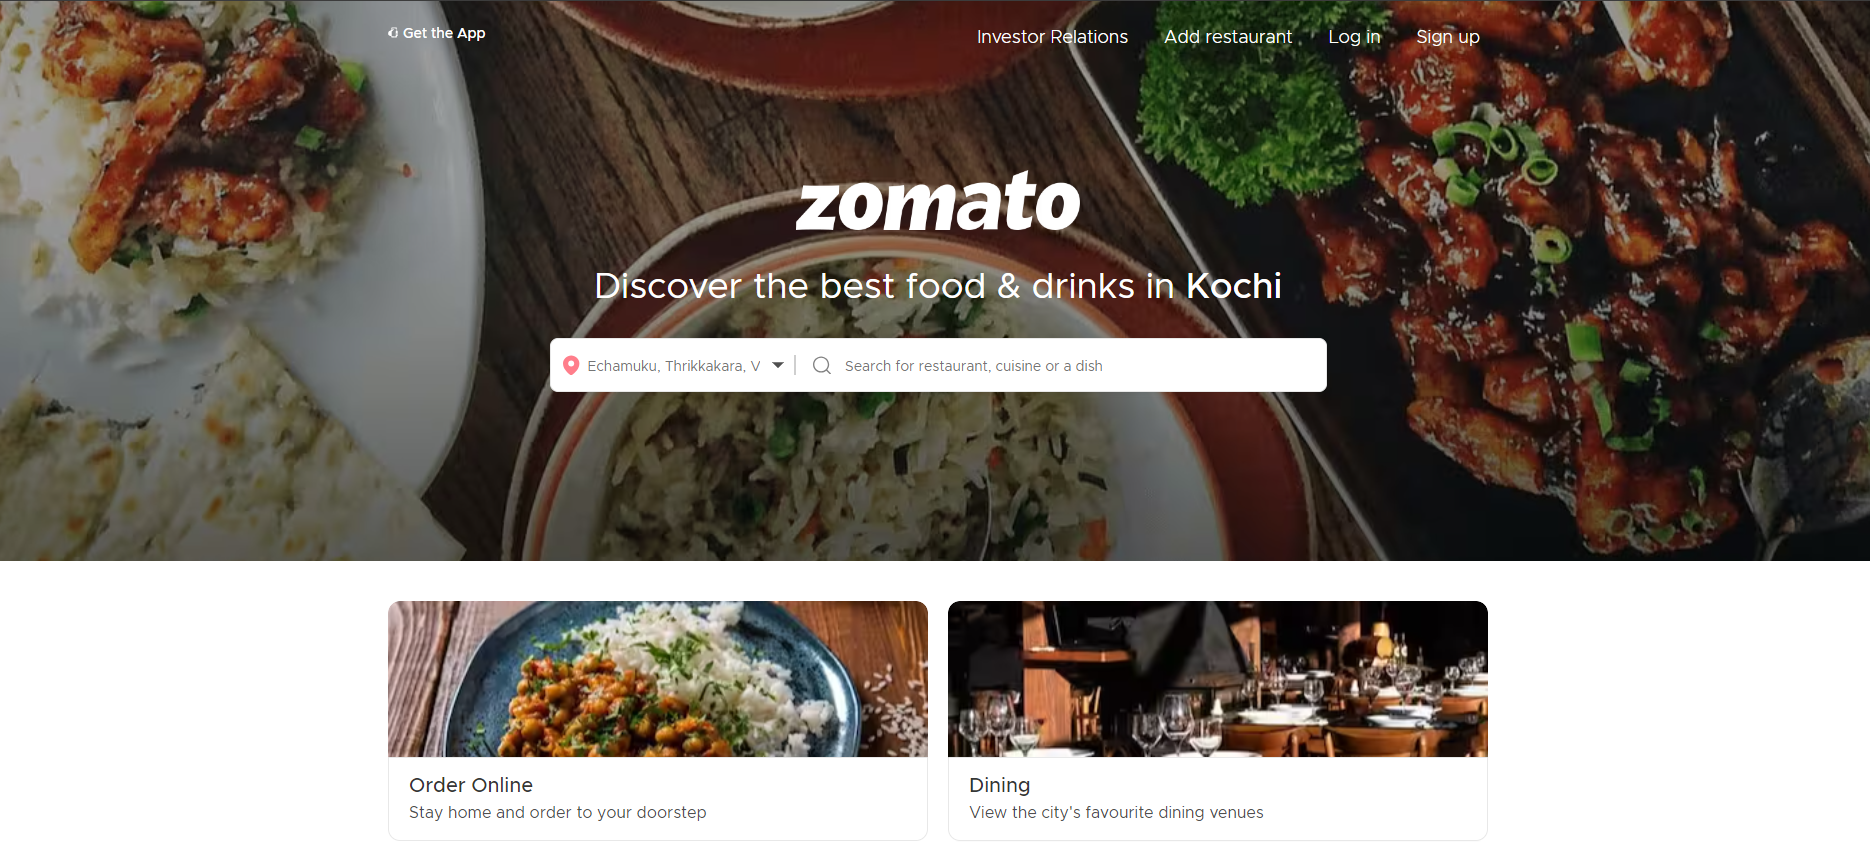 Get the App
Investor Relations
Add restaurant
Log in
Sign up
zomato
Discover the best food & drinks in Kochi
Echamuku, Thrikkakara, V
Search for restaurant, cuisine or a dish
Order Online
Stay home and order to your doorstep
Dining
View the city's favourite dining venues